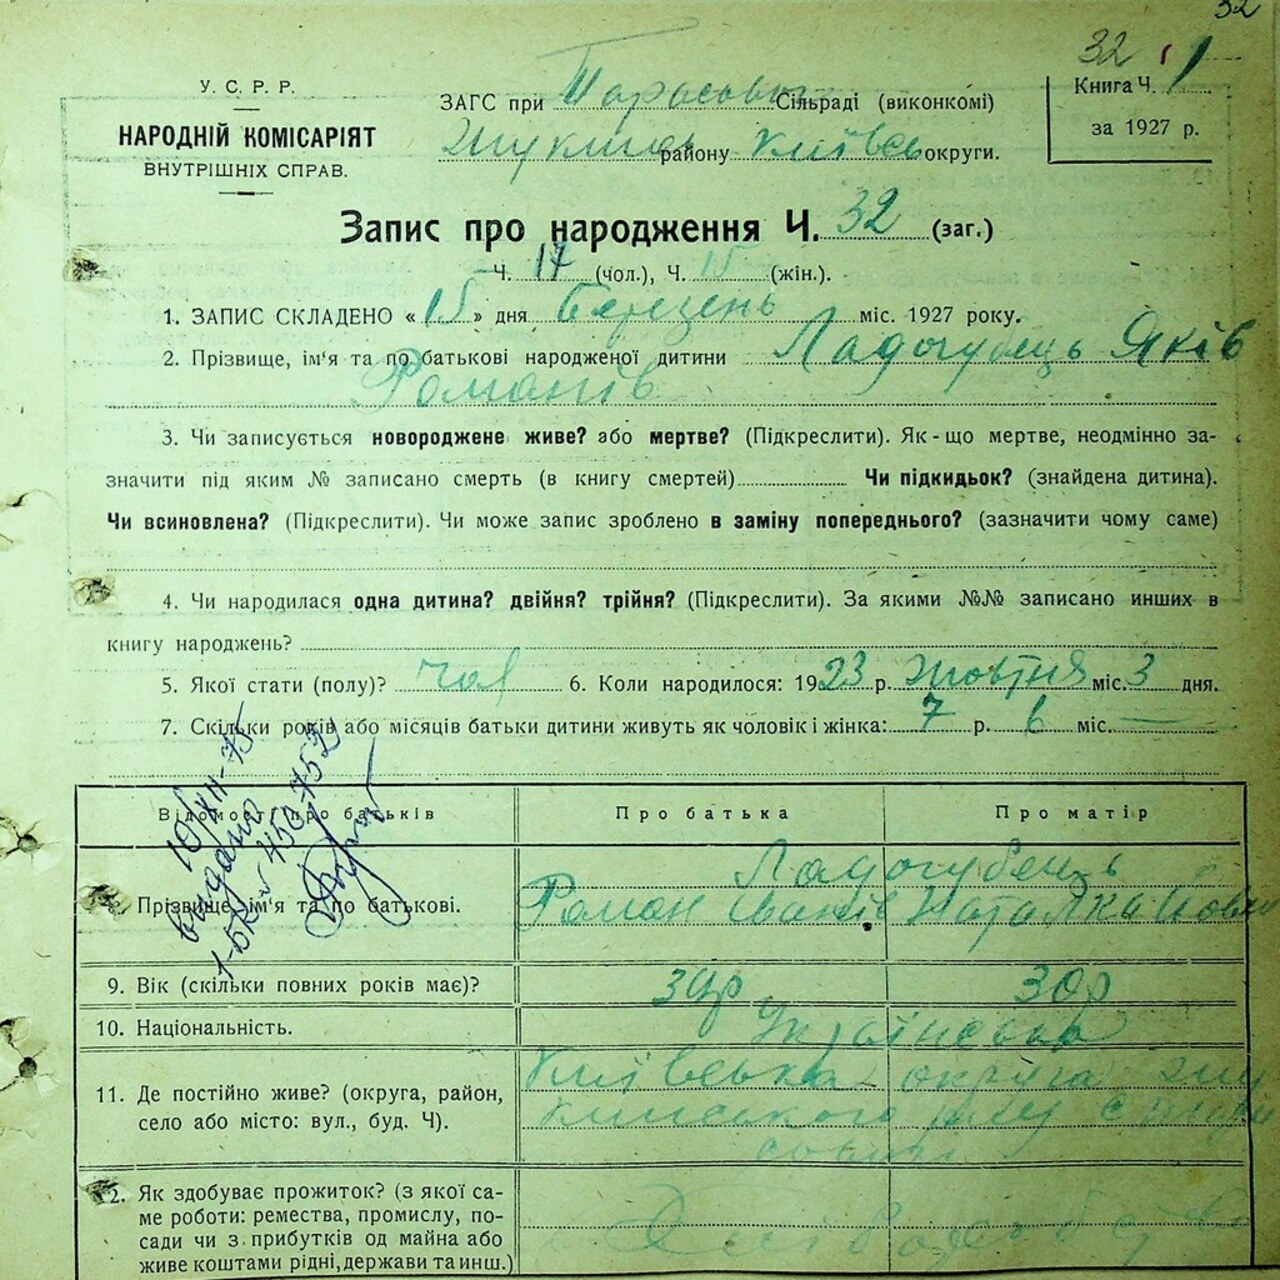 32
32 1
У. С. Р. Р.
НАРОДНІЙ КОМІСАРІЯТ
ВНУТРІШНІХ СПРАВ.
ЗАГС при Сільраді (виконкомі)
району Київсь округи.
Книга Ч. 1
за 1927 р.
Запис про народження Ч. 32 (заг.)
Ч. 17 (чол.), Ч. 15 (жін.).
1. ЗАПИС СКЛАДЕНО «15» дня березень міс. 1927 року.
2. Прізвище, ім'я та по батькові народженої дитини Ладогубець Яків
Романів
3. Чи записується новороджене живе? або мертве? (Підкреслити). Як-що мертве, неодмінно за-
значити під яким № записано смерть (в книгу смертей) Чи підкидьок? (знайдена дитина).
Чи всиновлена? (Підкреслити). Чи може запис зроблено в заміну попереднього? (зазначити чому саме)
4. Чи народилася одна дитина? двійня? трійня? (Підкреслити). За якими №№ записано инших в
книгу народжень?
5. Якої стати (полу)? чол 6. Коли народилося: 1923 р. Жовтня міс. 3 дня.
7. Скільки років або місяців батьки дитини живуть як чоловік і жінка: 7 р. 6 міс.
10/XII-75
видано
Відомості про батьків Про батька Про матір
Ладогубець
Прізвище, ім'я та по батькові. Роман Іванів Наталка
9. Вік (скільки повних років має)? 30р
10. Національність. Українська
11. Де постійно живе? (округа, район,
село або місто: вул., буд. Ч).
Київська округа
12. Як здобуває прожиток? (з якої са-
ме роботи: ремества, промислу, по-
сади чи з прибутків од майна або
живе коштами рідні, держави та инш.)